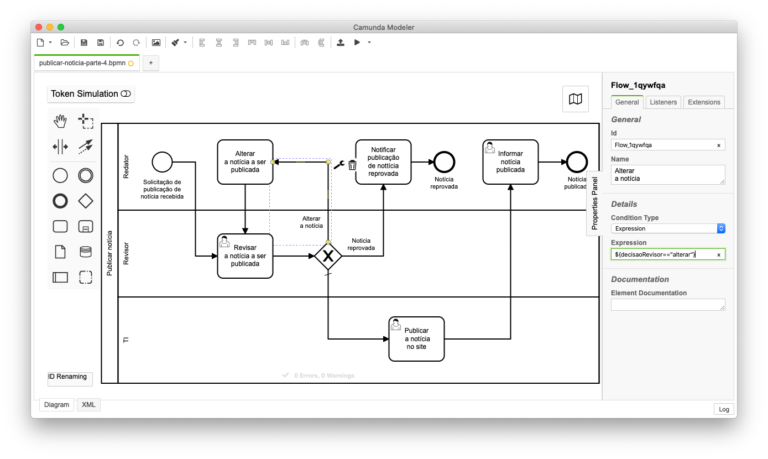 Camunda Modeler
publicar-noticia-parte-4.bpmn
+
Token Simulation
Publicar notícia
Redator
Revisor
TI
Solicitação de
publicação de
notícia recebida
Alterar
a notícia a ser
publicada
Notificar
publicação
de notícia
reprovada
Notícia
reprovada
Informar
notícia
publicada
Notícia
publicad
Alterar
a notícia
Revisar
a notícia a ser
publicada
X
Notícia
reprovada
Publicar
a notícia
no site
0 Errors, 0 Warnings
ID Renaming
Diagram
XML
Log
Properties Panel
Flow_1qywfqa
General
Listeners
Extensions
General
Id
Flow_1qywfqa x
Name
Alterar
a notícia
Details
Condition Type
Expression
Expression
${decisaoRevisor=="alterar"} x
Documentation
Element Documentation